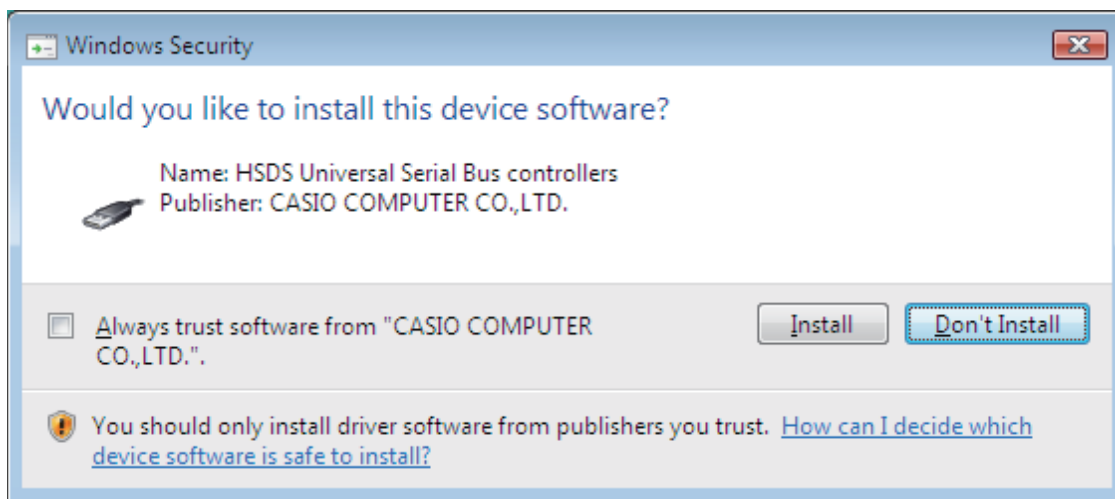 Windows Security
Would you like to install this device software?
Name: HSDS Universal Serial Bus controllers
Publisher: CASIO COMPUTER CO.,LTD.
Always trust software from "CASIO COMPUTER
CO.,LTD.".
Install
Don't Install
You should only install driver software from publishers you trust. How can I decide which
device software is safe to install?